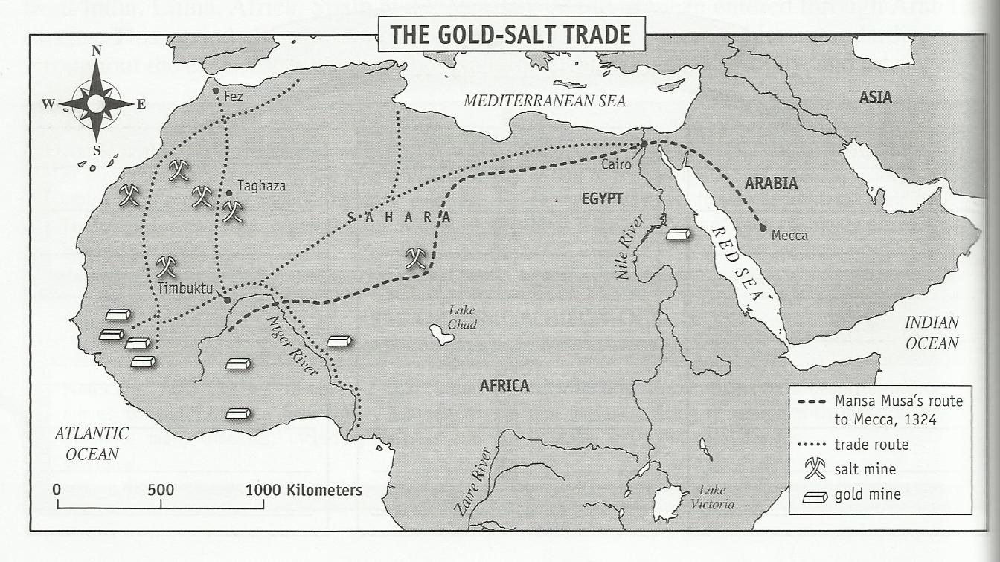 THE GOLD-SALT TRADE
N
W
E
S
Fez
MEDITERRANEAN SEA
ASIA
Taghaza
Cairo
ARABIA
EGYPT
SAHARA
Mecca
Nile River
RED SEA
Timbuktu
Lake
Chad
Niger River
INDIAN
OCEAN
AFRICA
ATLANTIC
OCEAN
Zaire River
Lake
Victoria
0 500 1000 Kilometers
Mansa Musa's route
to Mecca, 1324
trade route
salt mine
gold mine